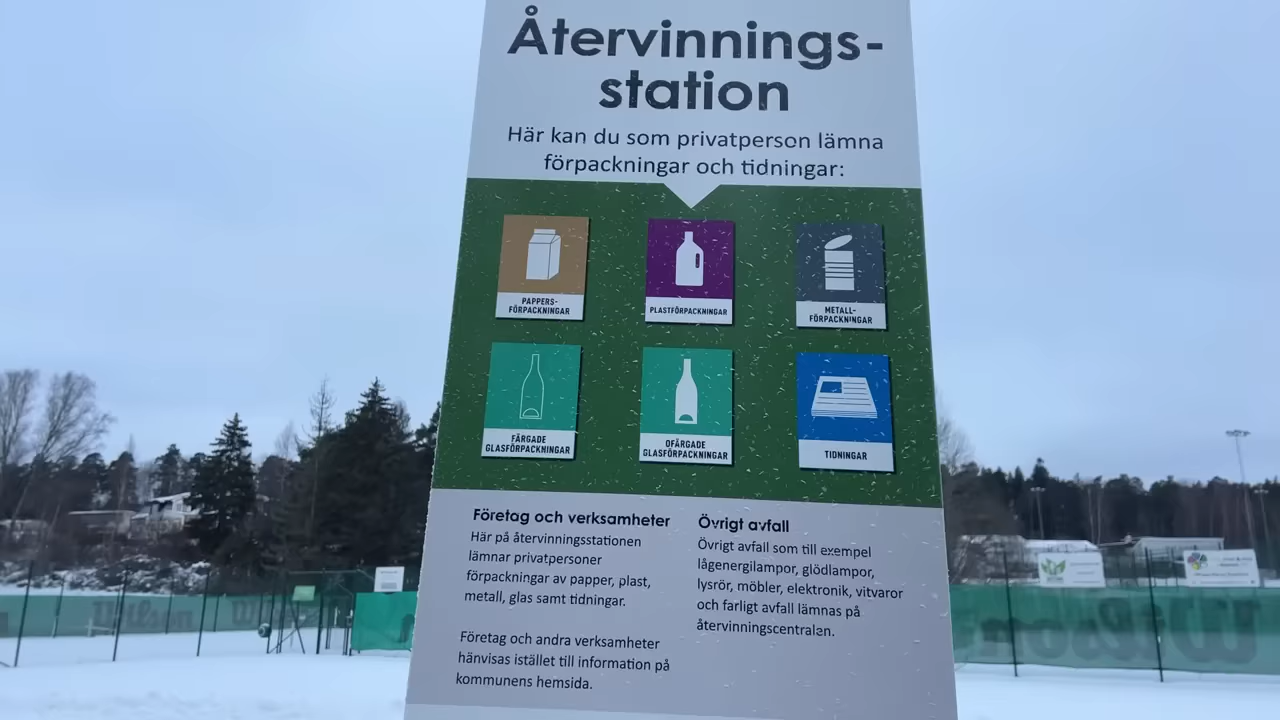 Återvinnings-
station
Här kan du som privatperson lämna
förpackningar och tidningar:
PAPPERS-
FÖRPACKNINGAR
PLASTFÖRPACKNINGAR
METALL-
FÖRPACKNINGAR
FÄRGADE
GLASFÖRPACKNINGAR
OFÄRGADE
GLASFÖRPACKNINGAR
TIDNINGAR
Företag och verksamheter
Här på återvinningsstationen
lämnar privatpersoner
förpackningar av papper, plast,
metall, glas samt tidningar.
Företag och andra verksamheter
hänvisas istället till information på
kommunens hemsida.
Övrigt avfall
Övrigt avfall som till exempel
lågenergilampor, glödlampor,
lysrör, möbler, elektronik, vitvaror
och farligt avfall lämnas på
återvinningscentralen.
Wilson
Wilson